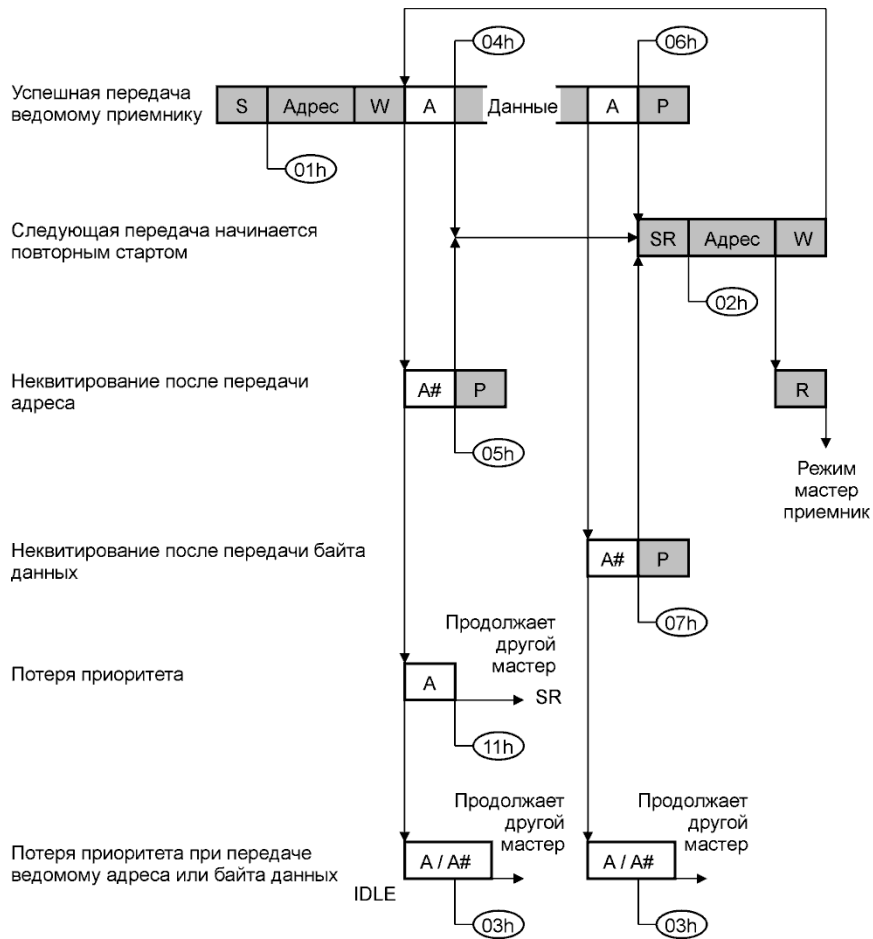 04h
06h
Успешная передача
ведомому приемнику
S Адрес W A Данные A P
01h
Следующая передача начинается
повторным стартом
SR Адрес W
02h
Неквитирование после передачи
адреса
A# P
R
05h
Режим
мастер
приемник
Неквитирование после передачи байта
данных
A# P
07h
Продолжает
другой
мастер
Потеря приоритета
A
SR
11h
Продолжает
другой
мастер
Продолжает
другой
мастер
Потеря приоритета при передаче
ведомому адреса или байта данных
IDLE
A / A#
A / A#
03h
03h